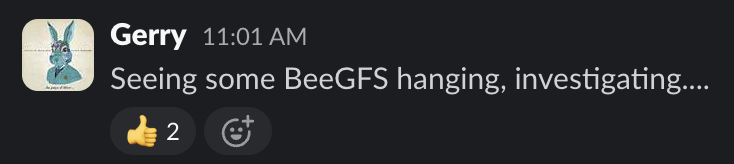 Gerry 11:01 AM
Seeing some BeeGFS hanging, investigating....
👍 2